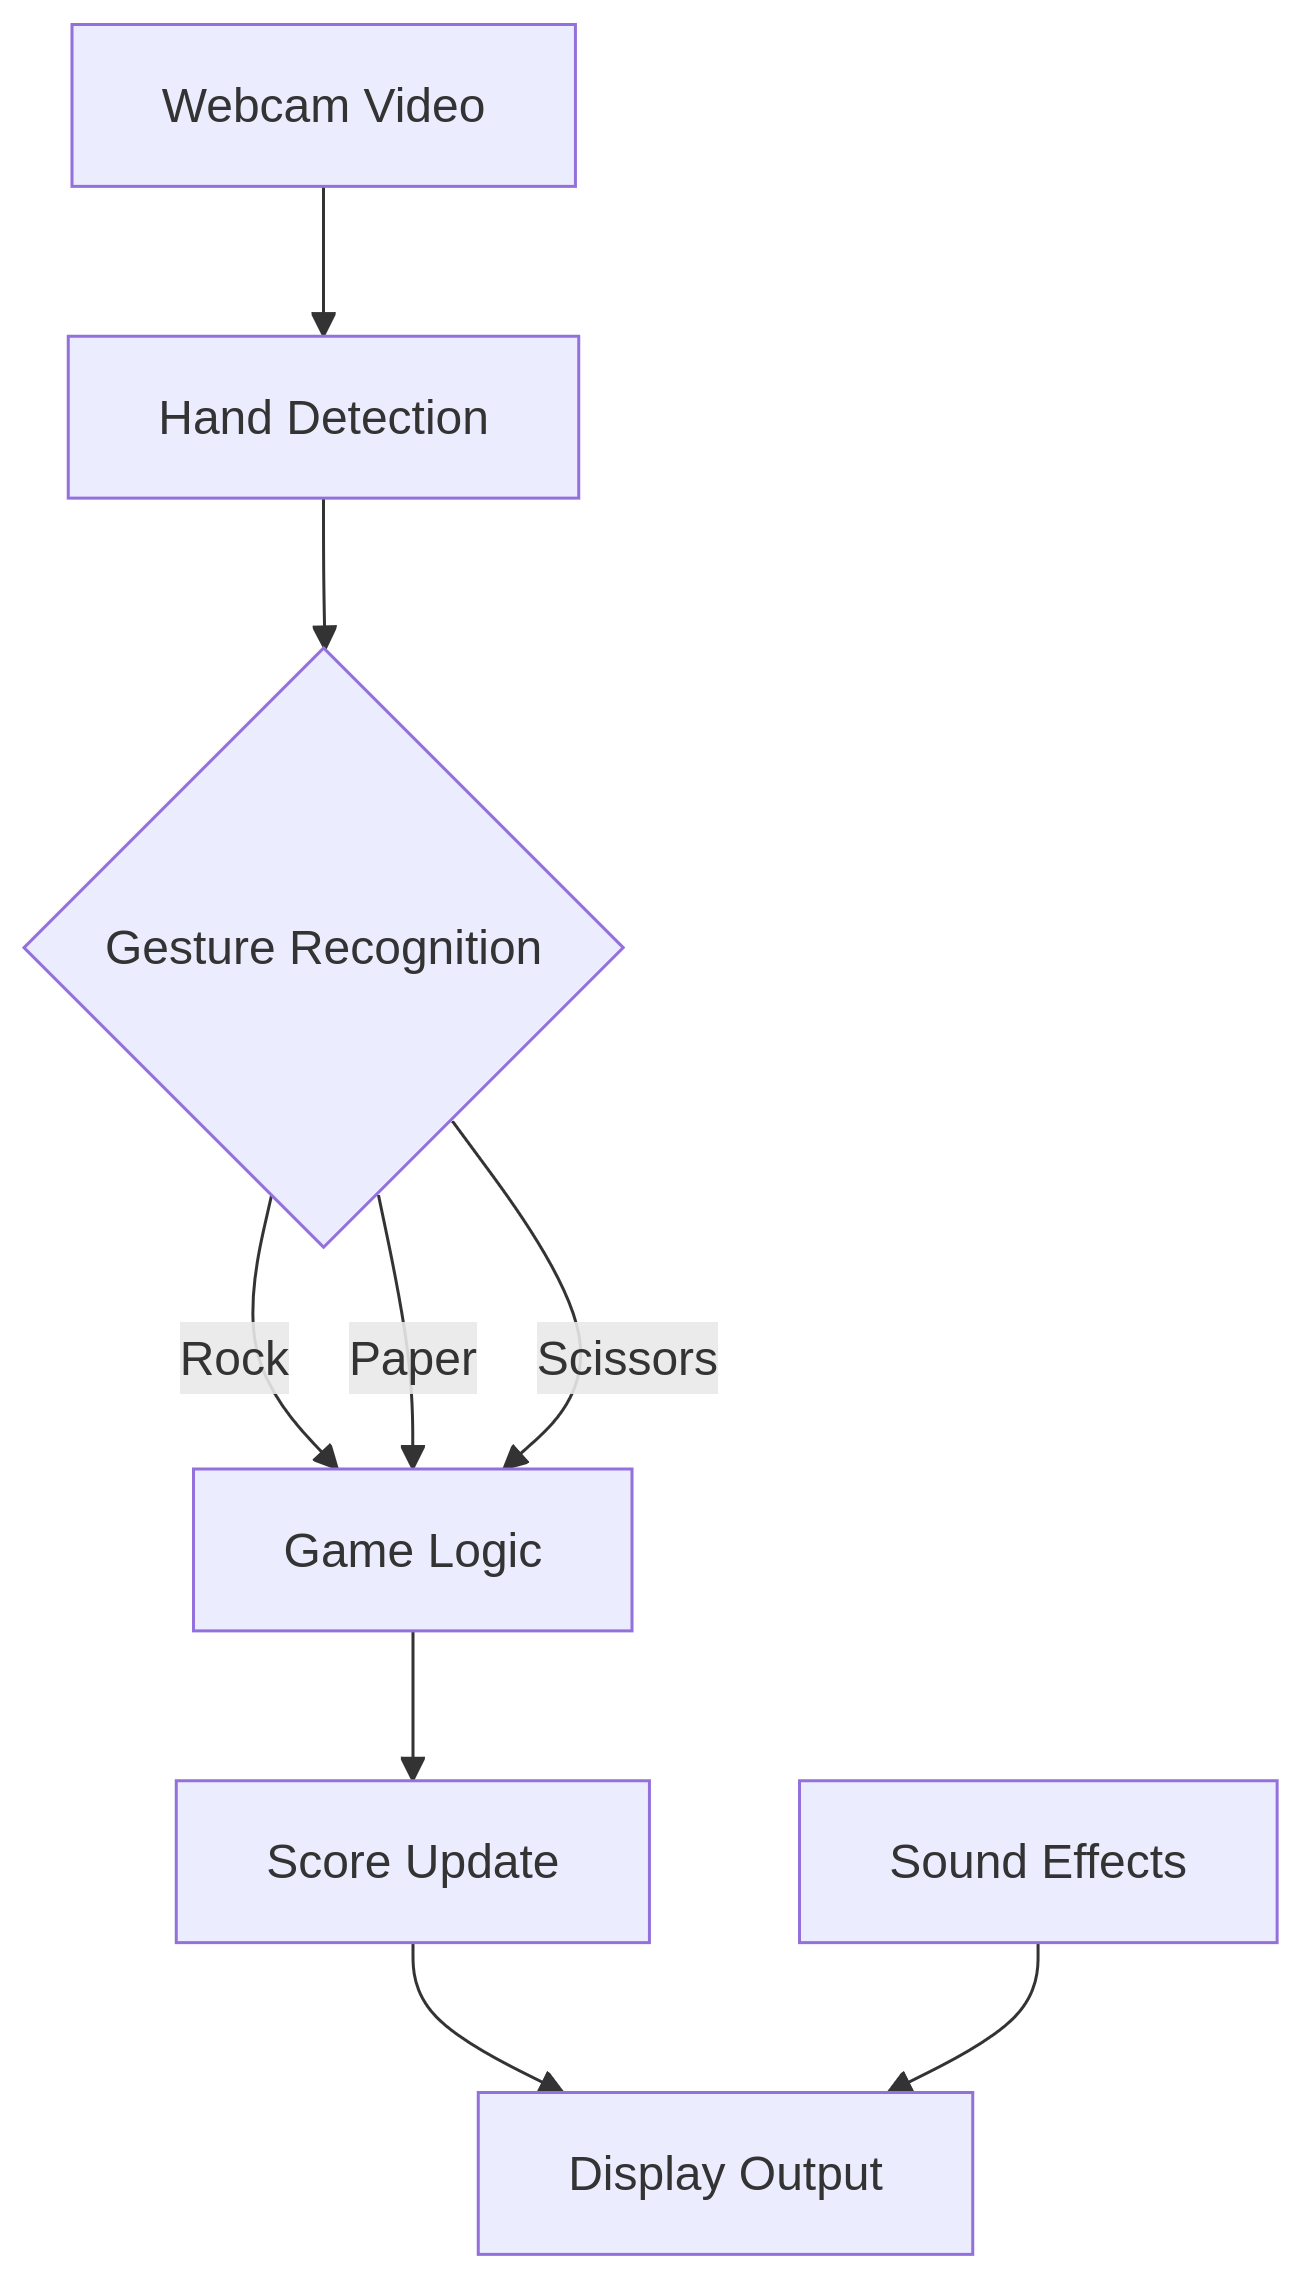 Webcam Video
Hand Detection
Gesture Recognition
Rock
Paper
Scissors
Game Logic
Score Update
Sound Effects
Display Output